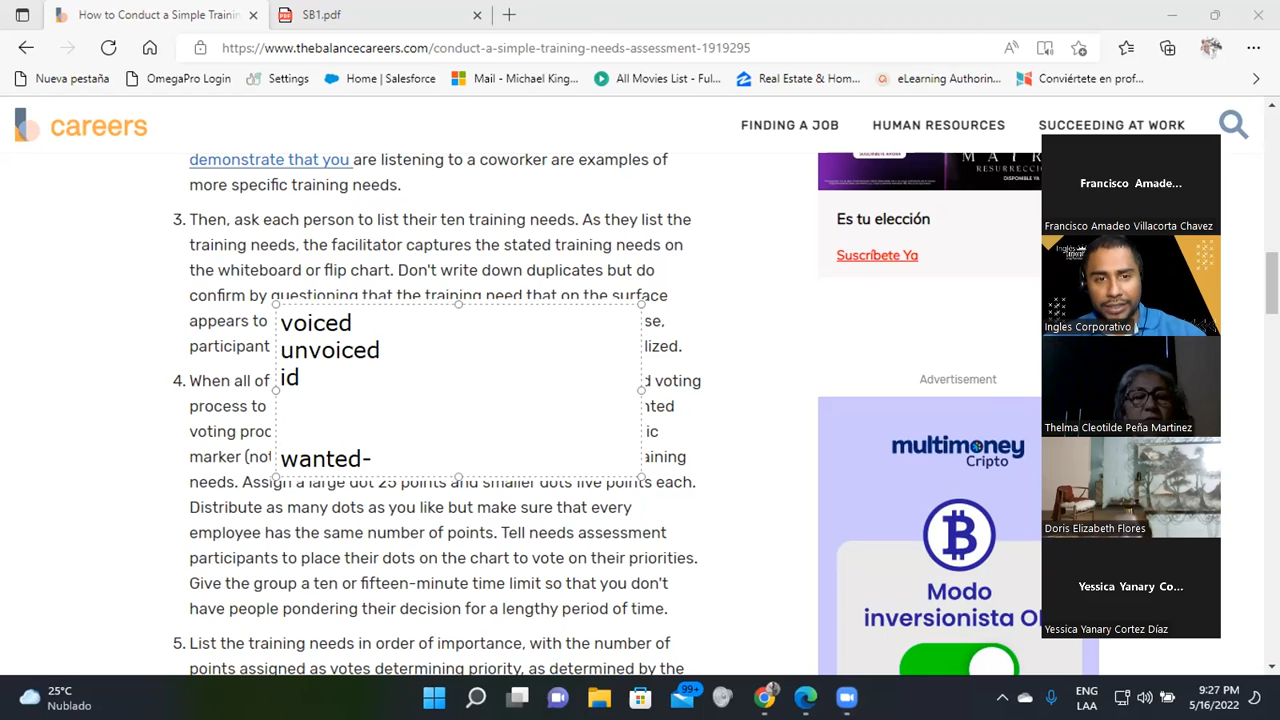 How to Conduct a Simple Trainin
SB1.pdf
https://www.thebalancecareers.com/conduct-a-simple-training-needs-assessment-1919295
Nueva pestaña
OmegaPro Login
Settings
Home | Salesforce
Mail - Michael King...
All Movies List - Ful...
Real Estate & Hom...
eLearning Authorin...
Conviértete en prof...
careers
FINDING A JOB
HUMAN RESOURCES
SUCCEEDING AT WORK
demonstrate that you are listening to a coworker are examples of
more specific training needs.
3. Then, ask each person to list their ten training needs. As they list the
training needs, the facilitator captures the stated training needs on
the whiteboard or flip chart. Don't write down duplicates but do
confirm by questioning that the training need that on the surface
appears to
se,
participant
lized.
4. When all of
d voting
process to
voting proc
ic
marker (not
aining
needs. Assign a large dot 25 points and smaller dots five points each.
Distribute as many dots as you like but make sure that every
employee has the same number of points. Tell needs assessment
participants to place their dots on the chart to vote on their priorities.
Give the group a ten or fifteen-minute time limit so that you don't
have people pondering their decision for a lengthy period of time.
5. List the training needs in order of importance, with the number of
points assigned as votes determining priority, as determined by the
voiced
unvoiced
id
wanted-
RESURRECCI
DISPONIBLE YA
Es tu elección
Suscríbete Ya
Advertisement
multimoney
Cripto
Modo
inversionista O
Francisco Amade...
Francisco Amadeo Villacorta Chavez
Ingles Corporativo
Thelma Cleotilde Peña Martinez
Doris Elizabeth Flores
Yessica Yanary Co...
Yessica Yanary Cortez Díaz
25°C
Nublado
99+
ENG
LAA
9:27 PM
5/16/2022